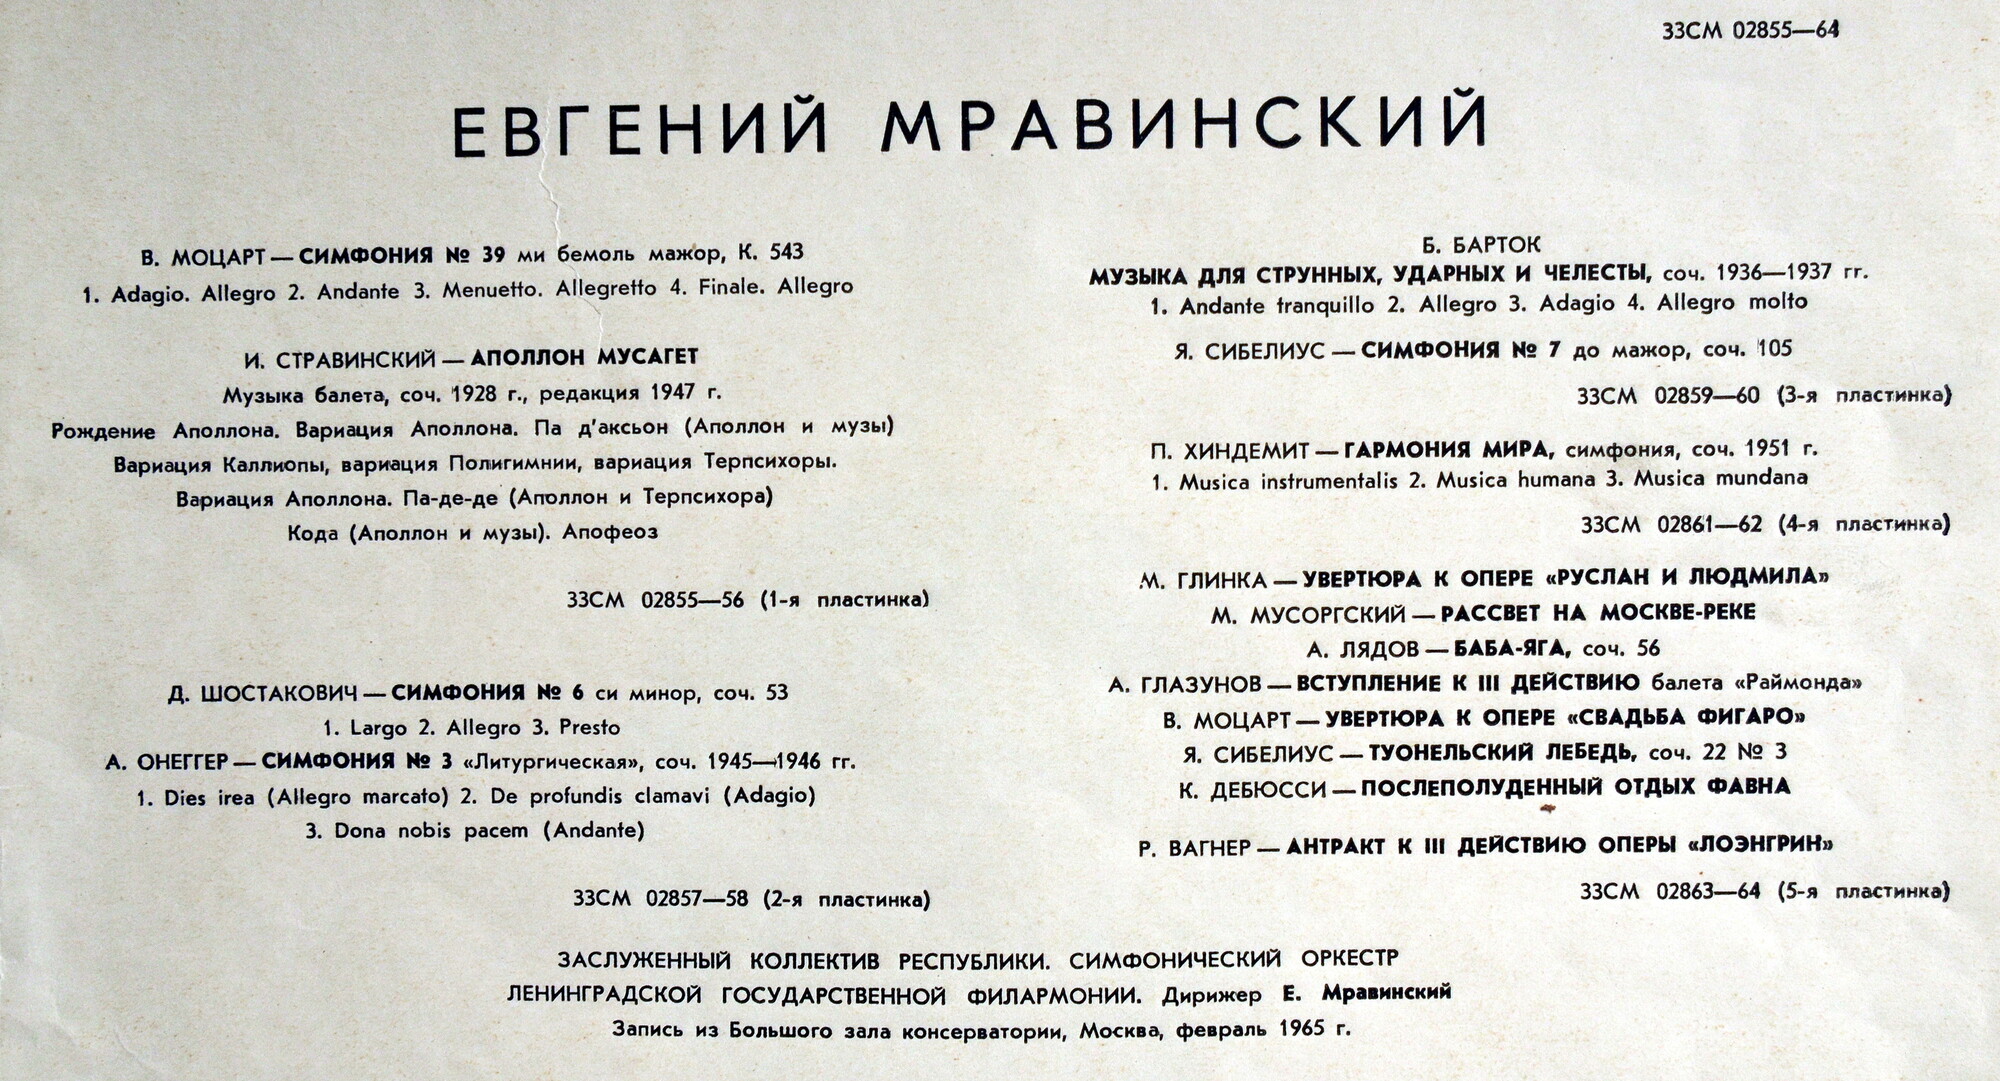 33СМ 02855—64
ЕВГЕНИЙ МРАВИНСКИЙ
В. МОЦАРТ — СИМФОНИЯ № 39 ми бемоль мажор, К. 543
1. Adagio. Allegro 2. Andante 3. Menuetto. Allegretto 4. Finale. Allegro
И. СТРАВИНСКИЙ — АПОЛЛОН МУСАГЕТ
Музыка балета, соч. 1928 г., редакция 1947 г.
Рождение Аполлона. Вариация Аполлона. Па д'аксьон (Аполлон и музы)
Вариация Каллиопы, вариация Полигимнии, вариация Терпсихоры.
Вариация Аполлона. Па-де-де (Аполлон и Терпсихора)
Кода (Аполлон и музы). Апофеоз
33СМ 02855—56 (1-я пластинка)
Д. ШОСТАКОВИЧ — СИМФОНИЯ № 6 си минор, соч. 53
1. Largo 2. Allegro 3. Presto
А. ОНЕГГЕР — СИМФОНИЯ № 3 «Литургическая», соч. 1945—1946 гг.
1. Dies irea (Allegro marcato) 2. De profundis clamavi (Adagio)
3. Dona nobis pacem (Andante)
33СМ 02857—58 (2-я пластинка)
Б. БАРТОК
МУЗЫКА ДЛЯ СТРУННЫХ, УДАРНЫХ И ЧЕЛЕСТЫ, соч. 1936—1937 гг.
1. Andante tranquillo 2. Allegro 3. Adagio 4. Allegro molto
Я. СИБЕЛИУС — СИМФОНИЯ № 7 до мажор, соч. 105
33СМ 02859—60 (3-я пластинка)
П. ХИНДЕМИТ — ГАРМОНИЯ МИРА, симфония, соч. 1951 г.
1. Musica instrumentalis 2. Musica humana 3. Musica mundana
33СМ 02861—62 (4-я пластинка)
М. ГЛИНКА — УВЕРТЮРА К ОПЕРЕ «РУСЛАН И ЛЮДМИЛА»
М. МУСОРГСКИЙ — РАССВЕТ НА МОСКВЕ-РЕКЕ
А. ЛЯДОВ — БАБА-ЯГА, соч. 56
А. ГЛАЗУНОВ — ВСТУПЛЕНИЕ К III ДЕЙСТВИЮ балета «Раймонда»
В. МОЦАРТ — УВЕРТЮРА К ОПЕРЕ «СВАДЬБА ФИГАРО»
Я. СИБЕЛИУС — ТУОНЕЛЬСКИЙ ЛЕБЕДЬ, соч. 22 № 3
К. ДЕБЮССИ — ПОСЛЕПОЛУДЕННЫЙ ОТДЫХ ФАВНА
Р. ВАГНЕР — АНТРАКТ К III ДЕЙСТВИЮ ОПЕРЫ «ЛОЭНГРИН»
33СМ 02863—64 (5-я пластинка)
ЗАСЛУЖЕННЫЙ КОЛЛЕКТИВ РЕСПУБЛИКИ. СИМФОНИЧЕСКИЙ ОРКЕСТР
ЛЕНИНГРАДСКОЙ ГОСУДАРСТВЕННОЙ ФИЛАРМОНИИ. Дирижер Е. Мравинский
Запись из Большого зала консерватории, Москва, февраль 1965 г.